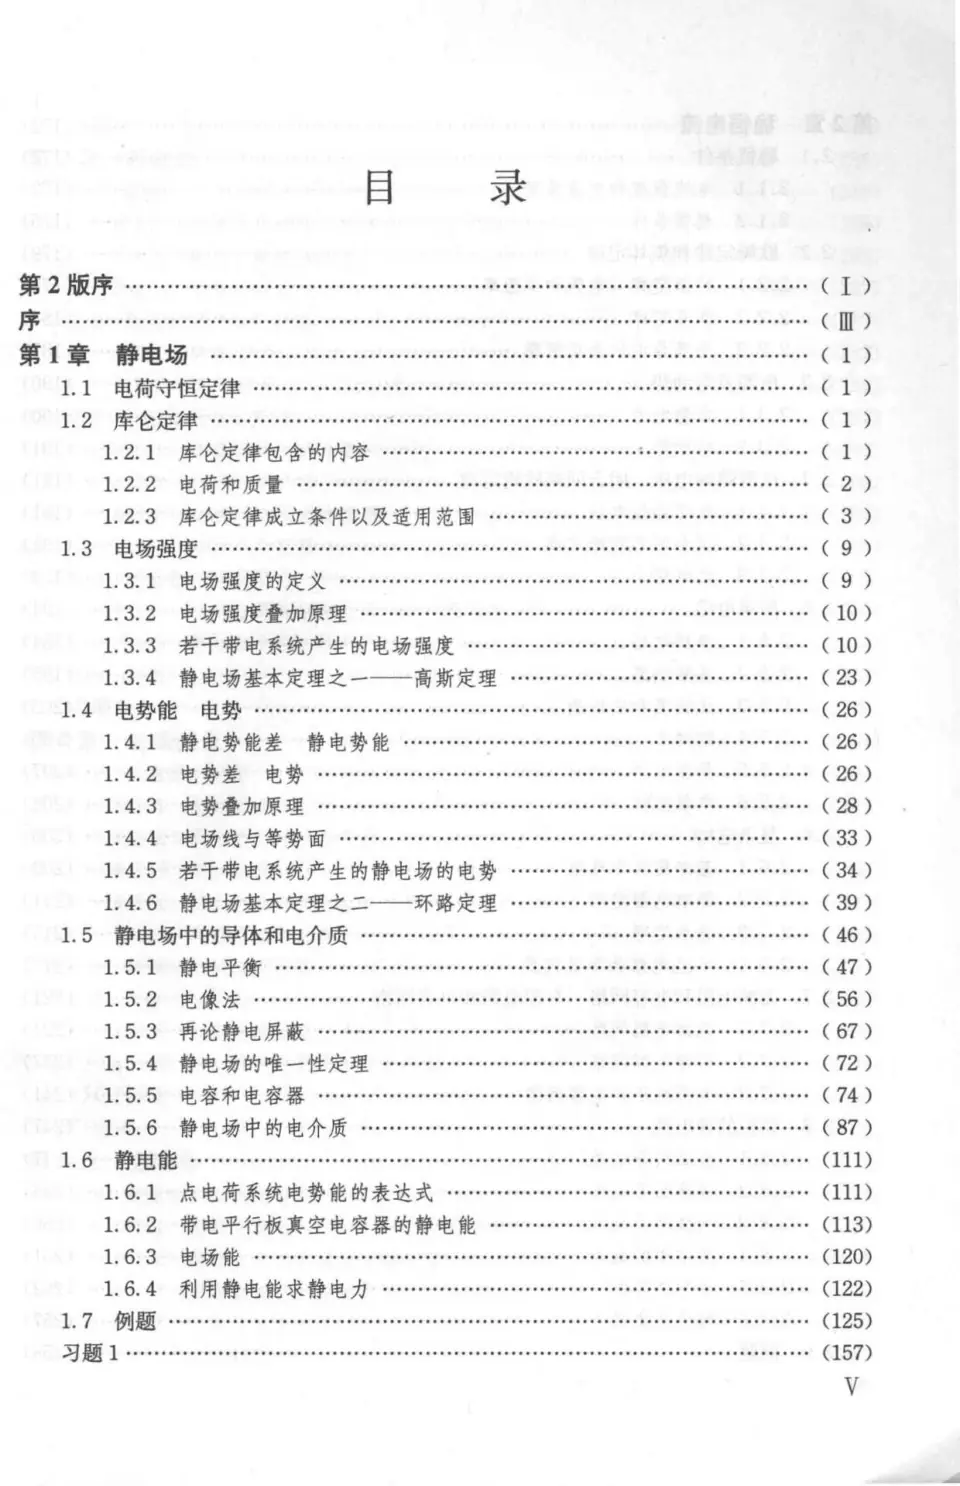 目 录
第2版序……………………………………………………(Ⅰ)
序……………………………………………………(Ⅲ)
第1章 静电场……………………………………………………(1)
1.1 电荷守恒定律……………………………………………………(1)
1.2 库仑定律……………………………………………………(1)
1.2.1 库仑定律包含的内容……………………………………………………(1)
1.2.2 电荷和质量……………………………………………………(2)
1.2.3 库仑定律成立条件以及适用范围……………………………………………………(3)
1.3 电场强度……………………………………………………(9)
1.3.1 电场强度的定义……………………………………………………(9)
1.3.2 电场强度叠加原理……………………………………………………(10)
1.3.3 若干带电系统产生的电场强度……………………………………………………(10)
1.3.4 静电场基本定理之一——高斯定理……………………………………………………(23)
1.4 电势能 电势……………………………………………………(26)
1.4.1 静电势能差 静电势能……………………………………………………(26)
1.4.2 电势差 电势……………………………………………………(26)
1.4.3 电势叠加原理……………………………………………………(28)
1.4.4 电场线与等势面……………………………………………………(33)
1.4.5 若干带电系统产生的静电场的电势……………………………………………………(34)
1.4.6 静电场基本定理之二——环路定理……………………………………………………(39)
1.5 静电场中的导体和电介质……………………………………………………(46)
1.5.1 静电平衡……………………………………………………(47)
1.5.2 电像法……………………………………………………(56)
1.5.3 再论静电屏蔽……………………………………………………(67)
1.5.4 静电场的唯一性定理……………………………………………………(72)
1.5.5 电容和电容器……………………………………………………(74)
1.5.6 静电场中的电介质……………………………………………………(87)
1.6 静电能……………………………………………………(111)
1.6.1 点电荷系统电势能的表达式……………………………………………………(111)
1.6.2 带电平行板真空电容器的静电能……………………………………………………(113)
1.6.3 电场能……………………………………………………(120)
1.6.4 利用静电能求静电力……………………………………………………(122)
1.7 例题……………………………………………………(125)
习题1……………………………………………………(157)
Ⅴ